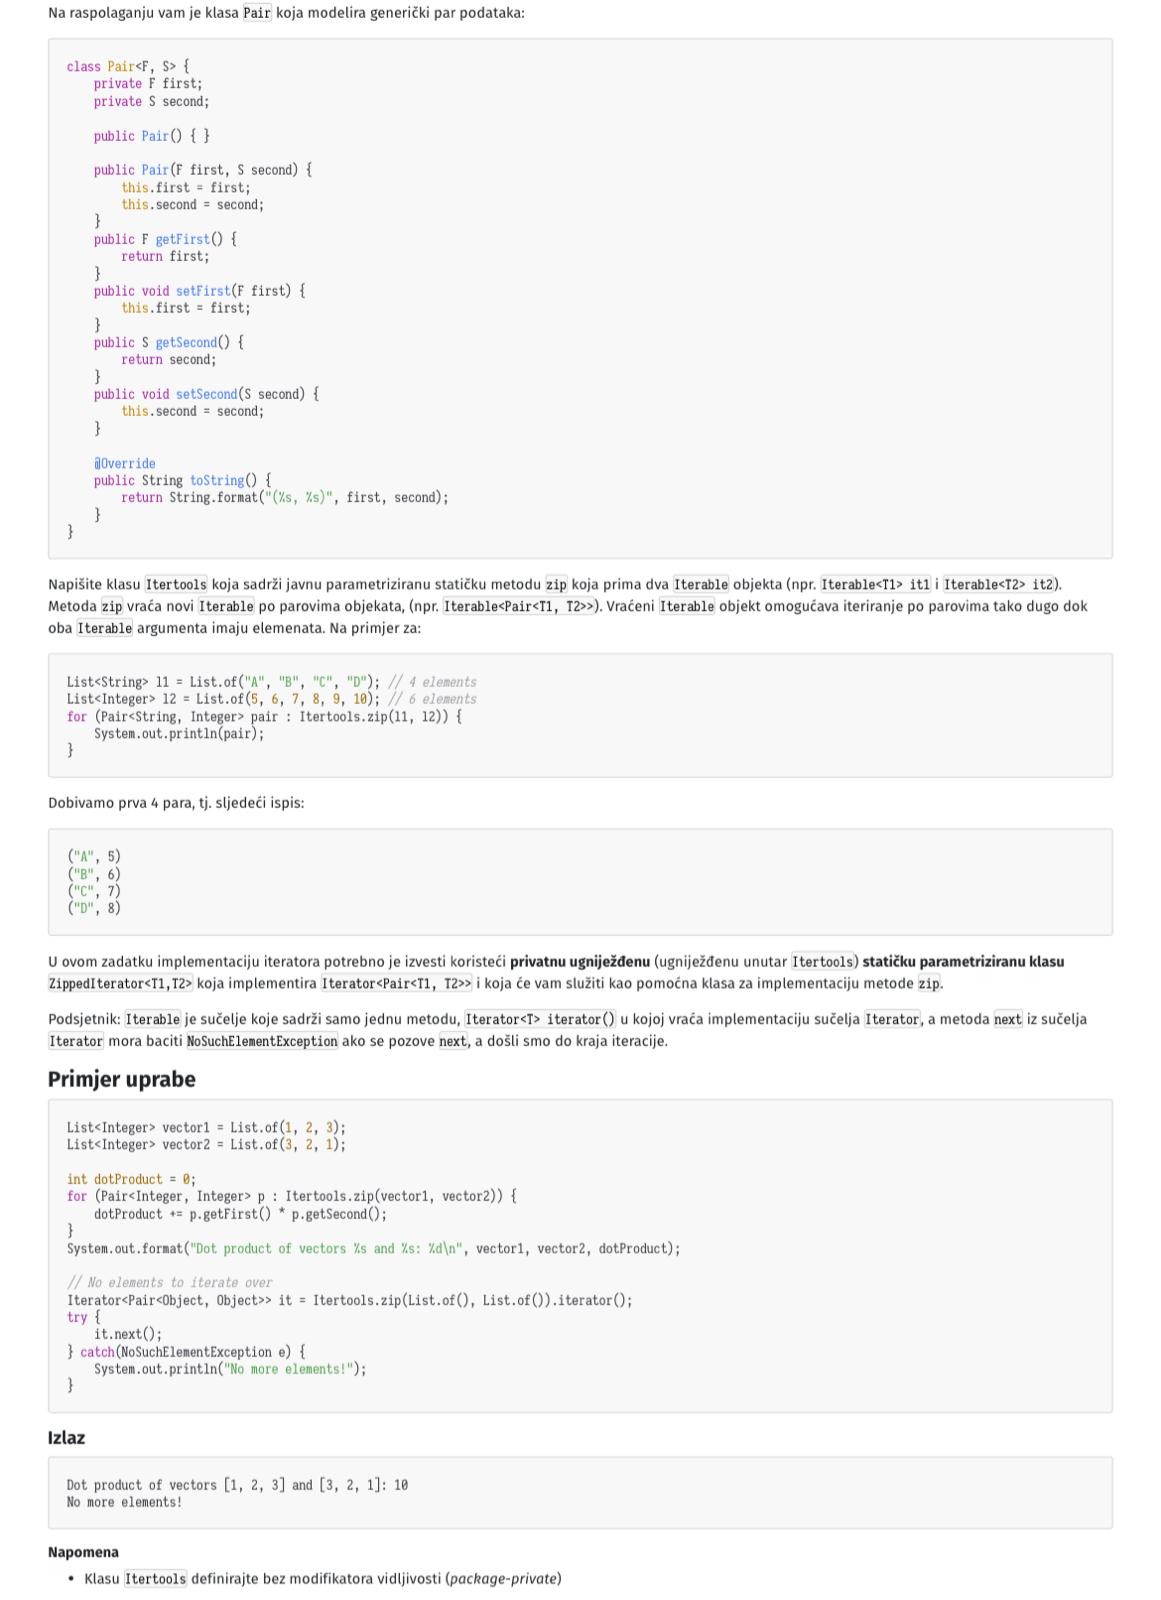 Na raspolaganju vam je klasa Pair koja modelira generički par podataka:
class Pair<F, S> {
    private F first;
    private S second;

    public Pair() { }

    public Pair(F first, S second) {
        this.first = first;
        this.second = second;
    }
    public F getFirst() {
        return first;
    }
    public void setFirst(F first) {
        this.first = first;
    }
    public S getSecond() {
        return second;
    }
    public void setSecond(S second) {
        this.second = second;
    }

    @Override
    public String toString() {
        return String.format("(%s, %s)", first, second);
    }
}
Napišite klasu Itertools koja sadrži javnu parametriziranu statičku metodu zip koja prima dva Iterable objekta (npr. Iterable<T1> it1 i Iterable<T2> it2).
Metoda zip vraća novi Iterable po parovima objekata, (npr. Iterable<Pair<T1, T2>>). Vraćeni Iterable objekt omogućava iteriranje po parovima tako dugo dok
oba Iterable argumenta imaju elemenata. Na primjer za:
List<String> l1 = List.of("A", "B", "C", "D"); // 4 elements
List<Integer> l2 = List.of(5, 6, 7, 8, 9, 10); // 6 elements
for (Pair<String, Integer> pair : Itertools.zip(l1, l2)) {
    System.out.println(pair);
}
Dobivamo prva 4 para, tj. sljedeći ispis:
("A", 5)
("B", 6)
("C", 7)
("D", 8)
U ovom zadatku implementaciju iteratora potrebno je izvesti koristeći privatnu ugniježđenu (ugniježđenu unutar Itertools) statičku parametriziranu klasu
ZippedIterator<T1,T2> koja implementira Iterator<Pair<T1, T2>> i koja će vam služiti kao pomoćna klasa za implementaciju metode zip.
Podsjetnik: Iterable je sučelje koje sadrži samo jednu metodu, Iterator<T> iterator() u kojoj vraća implementaciju sučelja Iterator, a metoda next iz sučelja
Iterator mora baciti NoSuchElementException ako se pozove next, a došli smo do kraja iteracije.
Primjer uprabe
List<Integer> vector1 = List.of(1, 2, 3);
List<Integer> vector2 = List.of(3, 2, 1);

int dotProduct = 0;
for (Pair<Integer, Integer> p : Itertools.zip(vector1, vector2)) {
    dotProduct += p.getFirst() * p.getSecond();
}
System.out.format("Dot product of vectors %s and %s: %d\n", vector1, vector2, dotProduct);

// No elements to iterate over
Iterator<Pair<Object, Object>> it = Itertools.zip(List.of(), List.of()).iterator();
try {
    it.next();
} catch(NoSuchElementException e) {
    System.out.println("No more elements!");
}
Izlaz
Dot product of vectors [1, 2, 3] and [3, 2, 1]: 10
No more elements!
Napomena
• Klasu Itertools definirajte bez modifikatora vidljivosti (package-private)